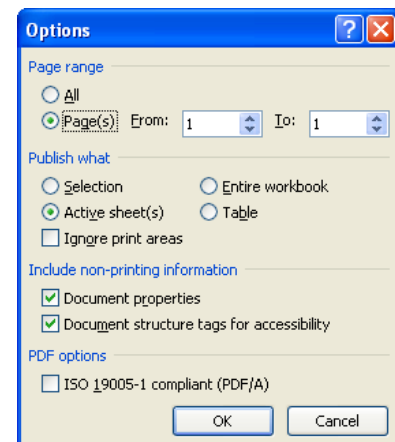 Options
Page range
All
Page(s) From: 1 To: 1
Publish what
Selection Entire workbook
Active sheet(s) Table
Ignore print areas
Include non-printing information
Document properties
Document structure tags for accessibility
PDF options
ISO 19005-1 compliant (PDF/A)
OK Cancel